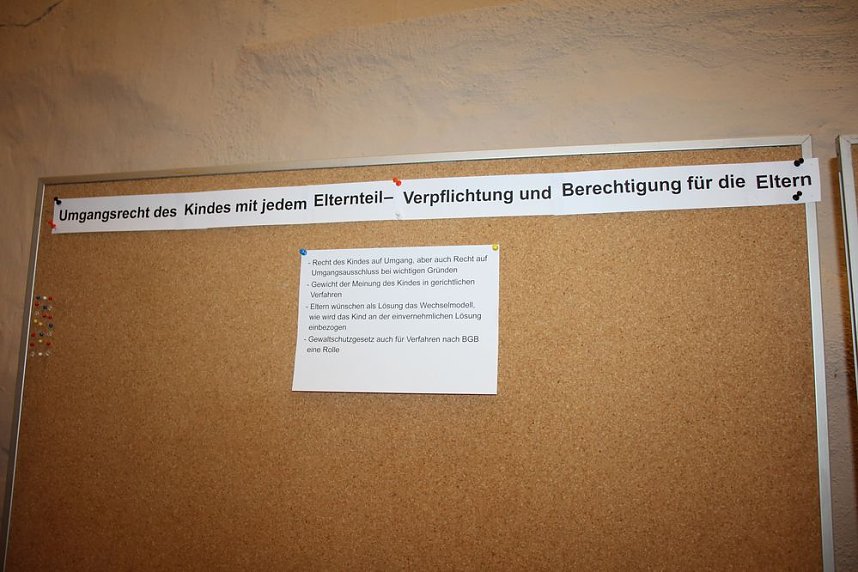 Umgangsrecht des Kindes mit jedem Elternteil– Verpflichtung und Berechtigung für die Eltern
- Recht des Kindes auf Umgang, aber auch Recht auf
Umgangsausschluss bei wichtigen Gründen
- Gewicht der Meinung des Kindes in gerichtlichen
Verfahren
- Eltern wünschen als Lösung das Wechselmodell,
wie wird das Kind an der einvernehmlichen Lösung
einbezogen
- Gewaltschutzgesetz auch für Verfahren nach BGB
eine Rolle